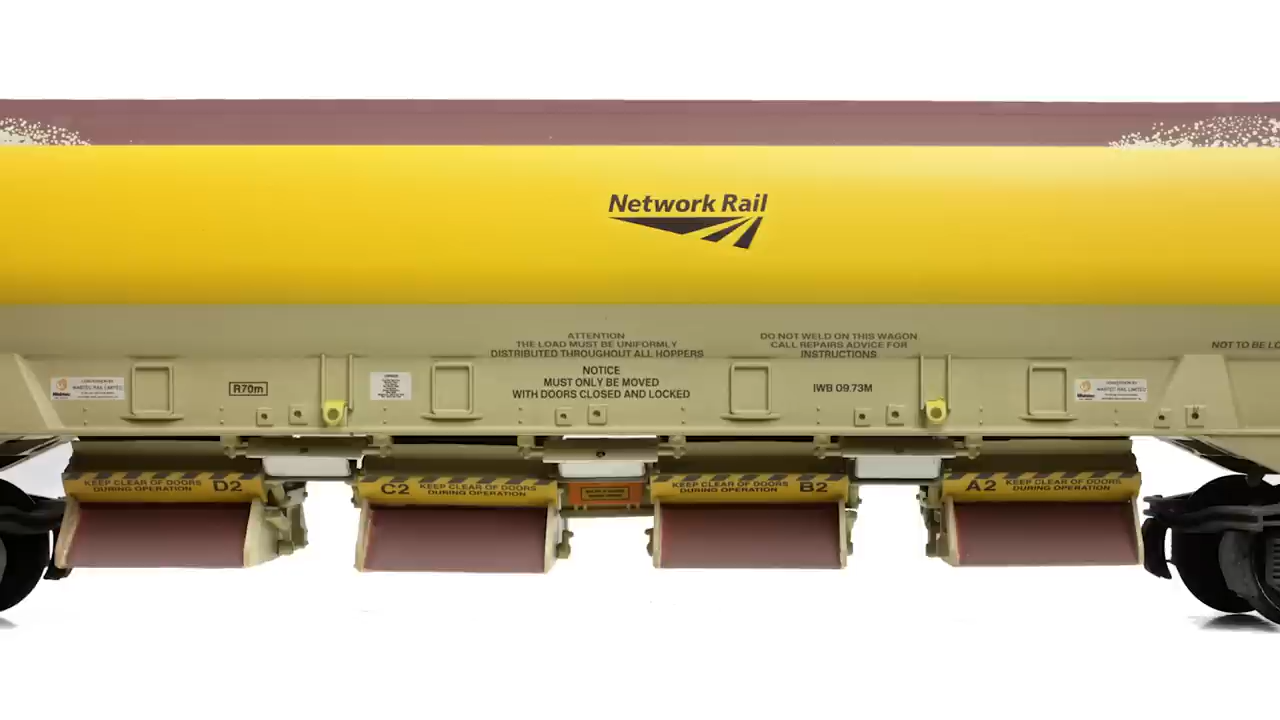 Network Rail
ATTENTION
THE LOAD MUST BE UNIFORMLY
DISTRIBUTED THROUGHOUT ALL HOPPERS
DO NOT WELD ON THIS WAGON
CALL REPAIRS ADVICE FOR
INSTRUCTIONS
NOT TO BE LO
R70m
NOTICE
MUST ONLY BE MOVED
WITH DOORS CLOSED AND LOCKED
IWB 09.73M
KEEP CLEAR OF DOORS
DURING OPERATION
D2
C2
KEEP CLEAR OF DOORS
DURING OPERATION
KEEP CLEAR OF DOORS
DURING OPERATION
B2
A2
KEEP CLEAR OF DOORS
DURING OPERATION